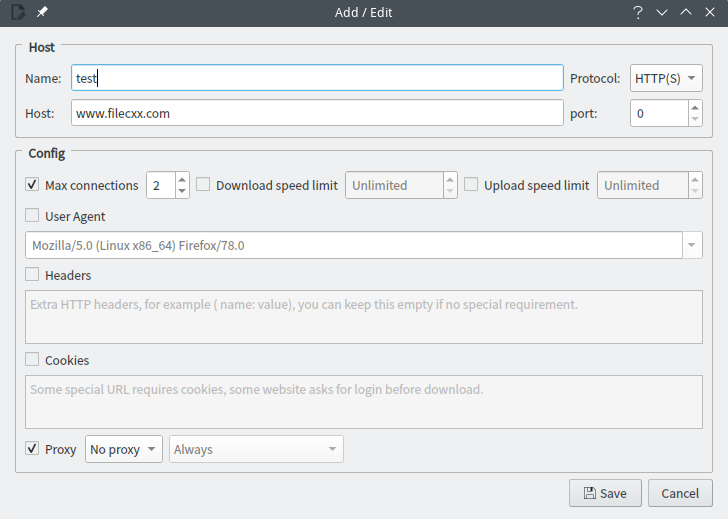 Add / Edit
?
Host
Name: test Protocol: HTTP(S)
Host: www.filecxx.com port: 0
Config
Max connections 2 Download speed limit Unlimited Upload speed limit Unlimited
User Agent
Mozilla/5.0 (Linux x86_64) Firefox/78.0
Headers
Extra HTTP headers, for example ( name: value), you can keep this empty if no special requirement.
Cookies
Some special URL requires cookies, some website asks for login before download.
Proxy No proxy Always
Save Cancel